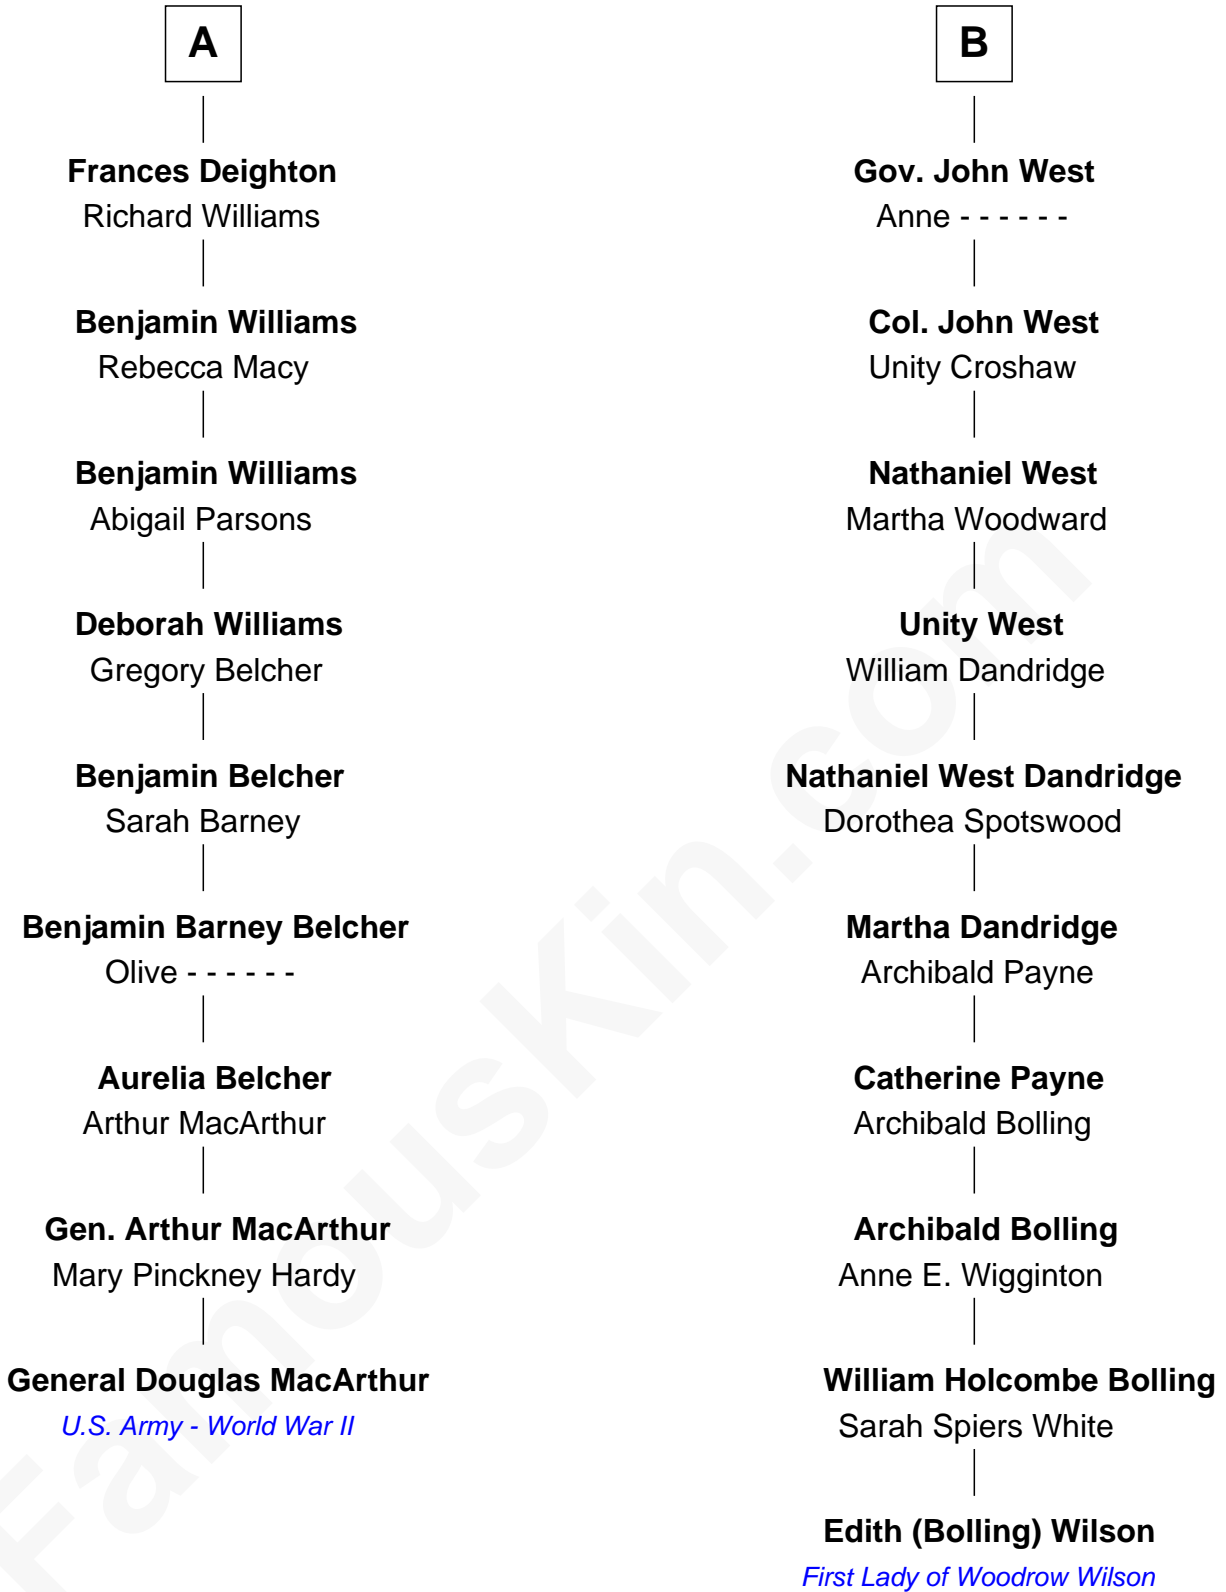 A
Frances Deighton
Richard Williams
Benjamin Williams
Rebecca Macy
Benjamin Williams
Abigail Parsons
Deborah Williams
Gregory Belcher
Benjamin Belcher
Sarah Barney
Benjamin Barney Belcher
Olive - - - - - -
Aurelia Belcher
Arthur MacArthur
Gen. Arthur MacArthur
Mary Pinckney Hardy
General Douglas MacArthur
U.S. Army - World War II
B
Gov. John West
Anne - - - - - -
Col. John West
Unity Croshaw
Nathaniel West
Martha Woodward
Unity West
William Dandridge
Nathaniel West Dandridge
Dorothea Spotswood
Martha Dandridge
Archibald Payne
Catherine Payne
Archibald Bolling
Archibald Bolling
Anne E. Wigginton
William Holcombe Bolling
Sarah Spiers White
Edith (Bolling) Wilson
First Lady of Woodrow Wilson
FamousKin.com